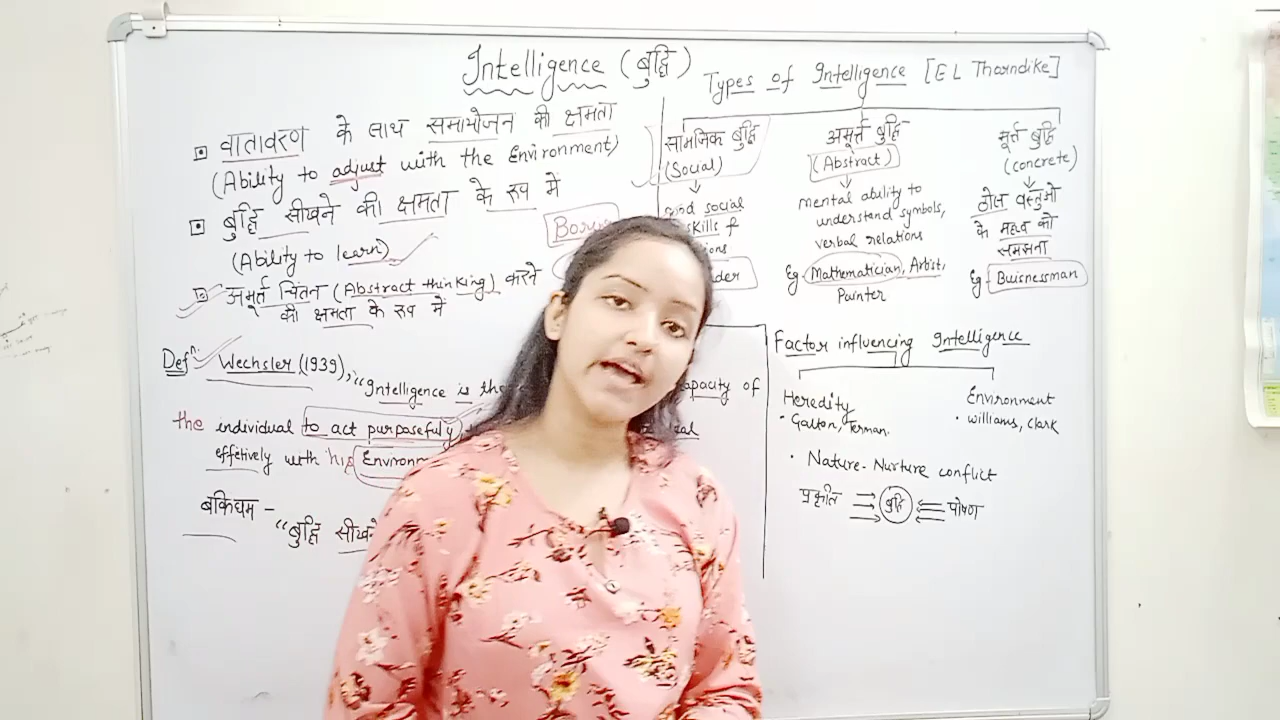 Intelligence (बुद्धि)
वातावरण के साथ समायोजन की क्षमता
(Ability to adjust with the Environment)
बुद्धि सीखने की क्षमता के रूप में
(Ability to learn)
अमूर्त चिंतन (Abstract thinking) करने
की क्षमता के रूप में
Defn. Wechsler (1939), "Intelligence is the
capacity of
the individual to act purposefully
effetively with his Environm
बकिंघम -
"बुद्धि सीखने
Types of Intelligence [E L Thorndike]
सामाजिक बुद्धि
(Social)
social
skills &
अमूर्त बुद्धि
(Abstract)
mental ability to
understand symbols,
verbal relations
Eg Mathematician, Artist,
Painter
मूर्त बुद्धि
(concrete)
ठोस वस्तुओ
के महत्व को
समझना
Eg Buisnessman
Factor influencing Intelligence
Heredity
• Galton, Terman.
Environment
• williams, Clark
• Nature-Nurture conflict
प्रकृति बुद्धि पोषण